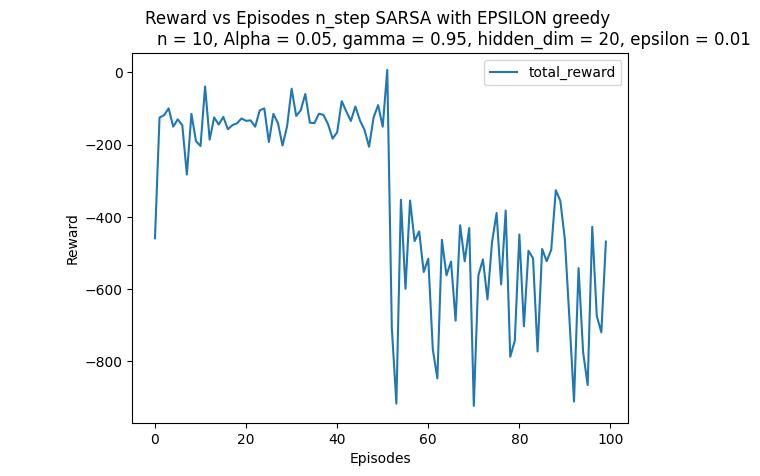 Reward vs Episodes n_step SARSA with EPSILON greedy
n = 10, Alpha = 0.05, gamma = 0.95, hidden_dim = 20, epsilon = 0.01
total_reward
0
−200
−400
−600
−800
Reward
0 20 40 60 80 100
Episodes